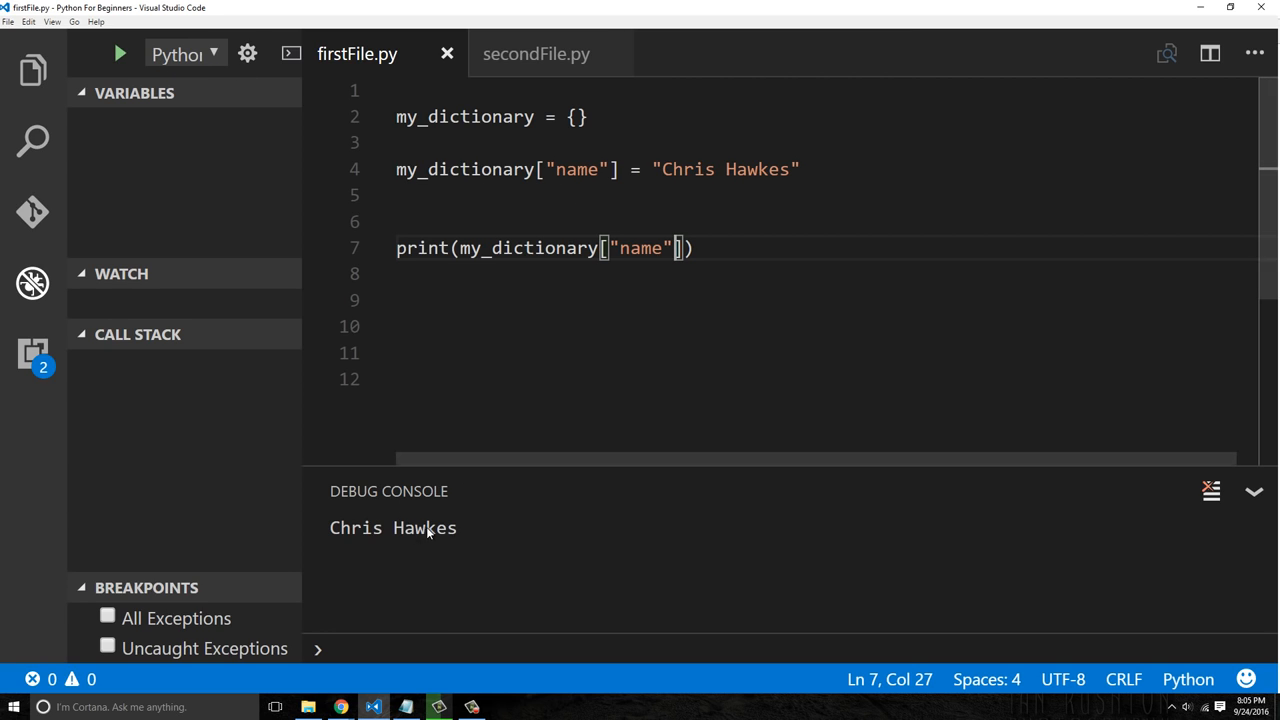 firstFile.py - Python For Beginners - Visual Studio Code
File Edit View Go Help
Python
firstFile.py
secondFile.py
VARIABLES
WATCH
CALL STACK
BREAKPOINTS
All Exceptions
Uncaught Exceptions
2
1
2 my_dictionary = {}
3
4 my_dictionary["name"] = "Chris Hawkes"
5
6
7 print(my_dictionary["name"])
8
9
10
11
12
DEBUG CONSOLE
Chris Hawkes
0 0
Ln 7, Col 27 Spaces: 4 UTF-8 CRLF Python
I'm Cortana. Ask me anything.
8:05 PM
9/24/2016